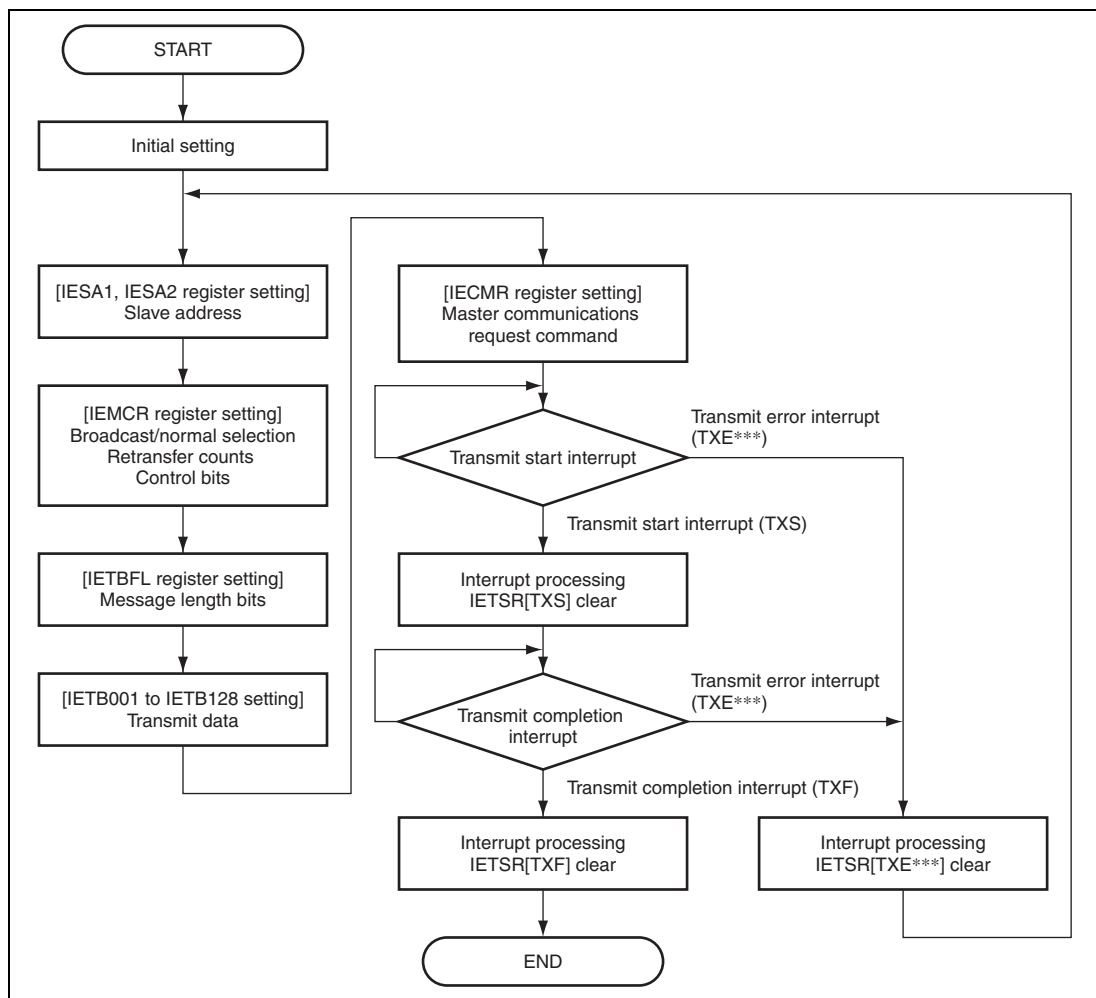 START
Initial setting
[IESA1, IESA2 register setting]
Slave address
[IEMCR register setting]
Broadcast/normal selection
Retransfer counts
Control bits
[IETBFL register setting]
Message length bits
[IETB001 to IETB128 setting]
Transmit data
[IECMR register setting]
Master communications
request command
Transmit start interrupt
Transmit error interrupt
(TXE***)
Transmit start interrupt (TXS)
Interrupt processing
IETSR[TXS] clear
Transmit completion
interrupt
Transmit error interrupt
(TXE***)
Transmit completion interrupt (TXF)
Interrupt processing
IETSR[TXF] clear
Interrupt processing
IETSR[TXE***] clear
END